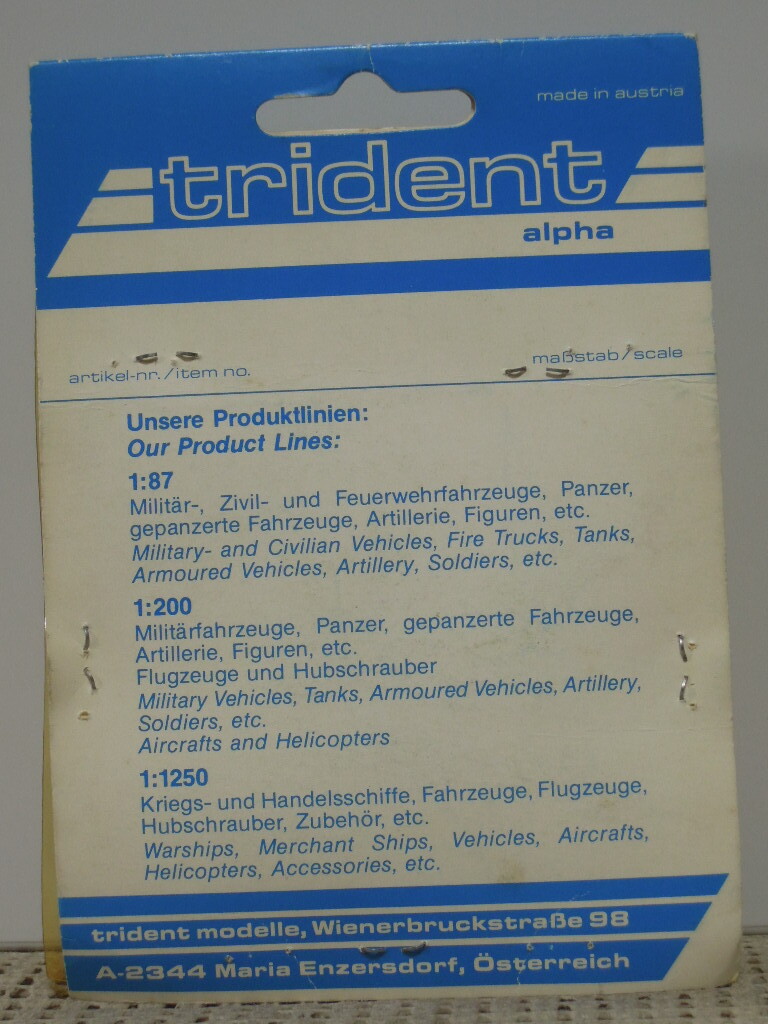 made in austria
trident
alpha
artikel-nr./item no.
maßstab/scale
Unsere Produktlinien:
Our Product Lines:
1:87
Militär-, Zivil- und Feuerwehrfahrzeuge, Panzer,
gepanzerte Fahrzeuge, Artillerie, Figuren, etc.
Military- and Civilian Vehicles, Fire Trucks, Tanks,
Armoured Vehicles, Artillery, Soldiers, etc.
1:200
Militärfahrzeuge, Panzer, gepanzerte Fahrzeuge,
Artillerie, Figuren, etc.
Flugzeuge und Hubschrauber
Military Vehicles, Tanks, Armoured Vehicles, Artillery,
Soldiers, etc.
Aircrafts and Helicopters
1:1250
Kriegs- und Handelsschiffe, Fahrzeuge, Flugzeuge,
Hubschrauber, Zubehör, etc.
Warships, Merchant Ships, Vehicles, Aircrafts,
Helicopters, Accessories, etc.
trident modelle, Wienerbruckstraße 98
A-2344 Maria Enzersdorf, Österreich